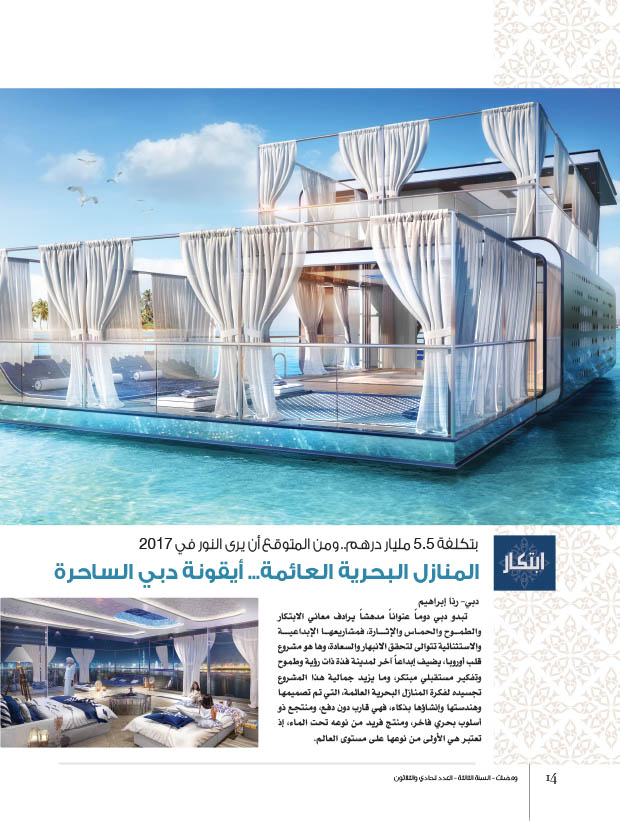 بتكلفة 5.5 مليار درهم.. ومن المتوقع أن يرى النور في 2017
ابتكار
المنازل البحرية العائمة... أيقونة دبي الساحرة
دبي- رنا إبراهيم
تبدو دبي دوماً عنواناً مدهشاً يرادف معاني الابتكار
والطموح والحماس والإثارة، فمشاريعها الإبداعية
والاستثنائية تتوالى لتحقق الانبهار والسعادة، وها هو مشروع
قلب أوروبا، يضيف إبداعاً آخر لمدينة فذة ذات رؤية وطموح
وتفكير مستقبلي مبتكر، وما يزيد جمالية هذا المشروع
تجسيده لفكرة المنازل البحرية العائمة، التي تم تصميمها
وهندستها وإنشاؤها بذكاء، فهي قارب دون دفع، ومنتجع ذو
أسلوب بحري فاخر، ومنتج فريد من نوعه تحت الماء، إذ
تعتبر هي الأولى من نوعها على مستوى العالم.
ومضات - السنة الثالثة - العدد الحادي والثلاثون
14